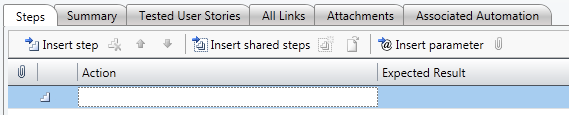 Steps Summary Tested User Stories All Links Attachments Associated Automation
Insert step Insert shared steps Insert parameter
Action Expected Result